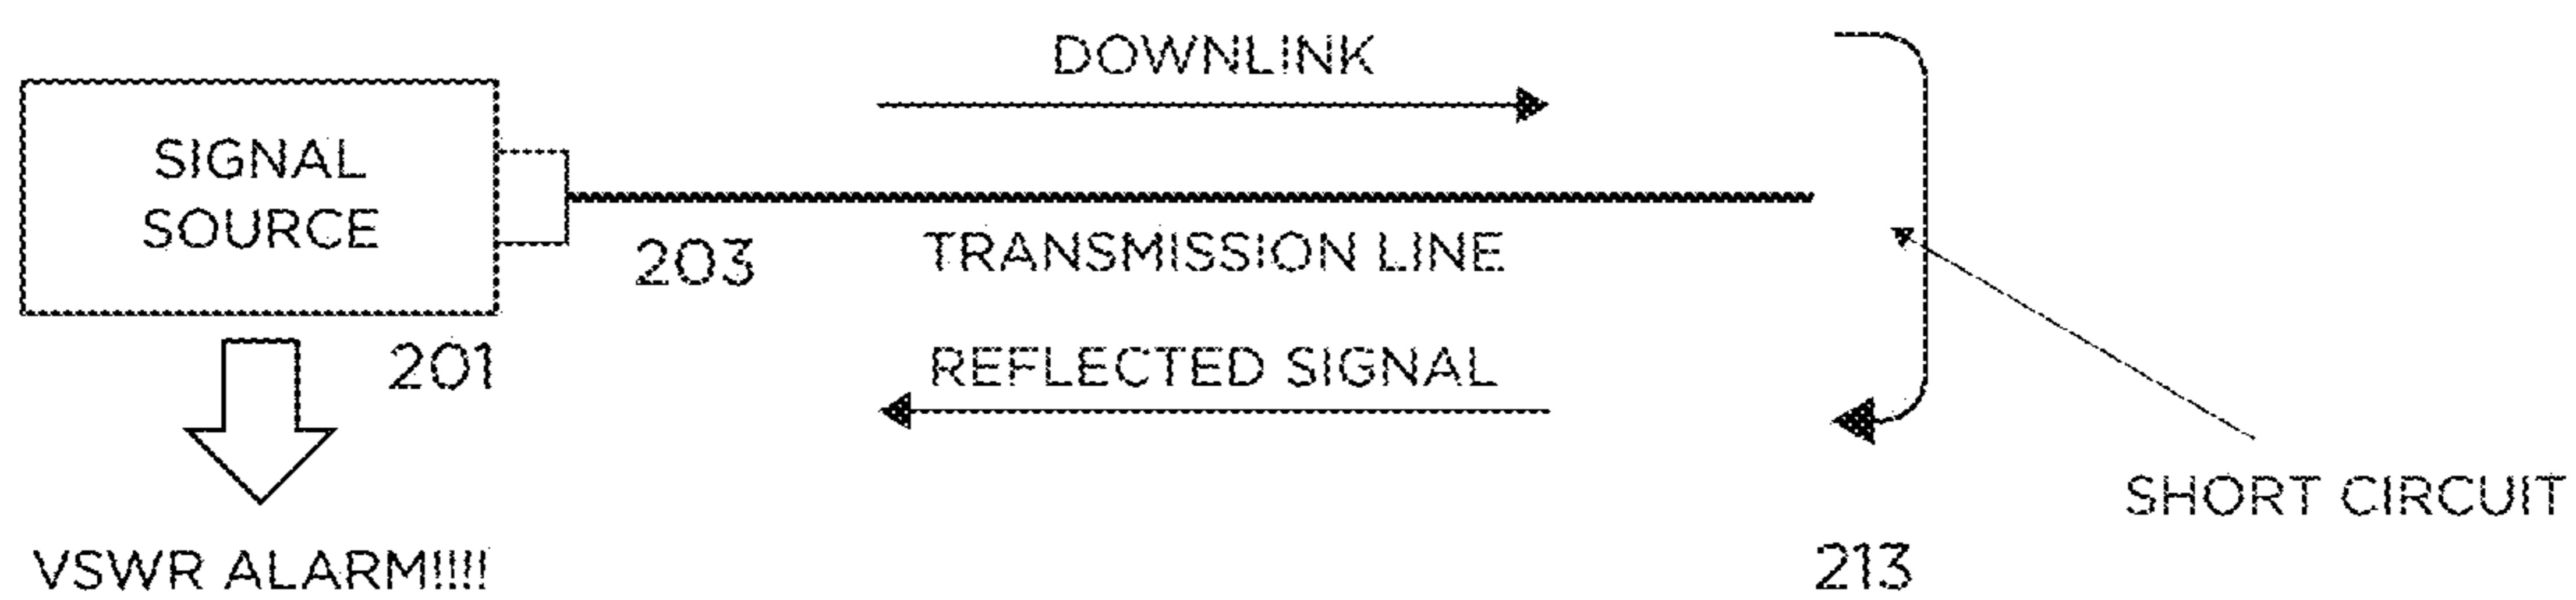 DOWNLINK
SIGNAL
SOURCE
203
TRANSMISSION LINE
201
REFLECTED SIGNAL
SHORT CIRCUIT
VSWR ALARM!!!!
213